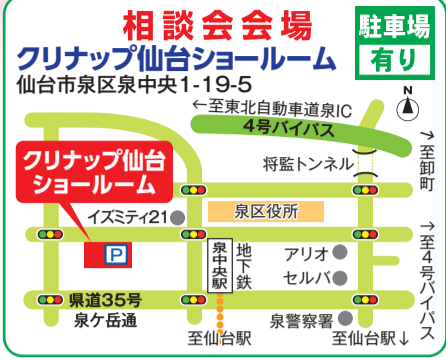 相談会会場
駐車場
有り
クリナップ仙台ショールーム
仙台市泉区泉中央1-19-5
←至東北自動車道泉IC
4号バイパス
N
→至卸町
将監トンネル
クリナップ仙台
ショールーム
泉区役所
イズミティ21
P
泉中央駅
地下鉄
アリオ
セルバ
→至4号バイパス
県道35号
泉ケ岳通
泉警察署
至仙台駅
至仙台駅↓